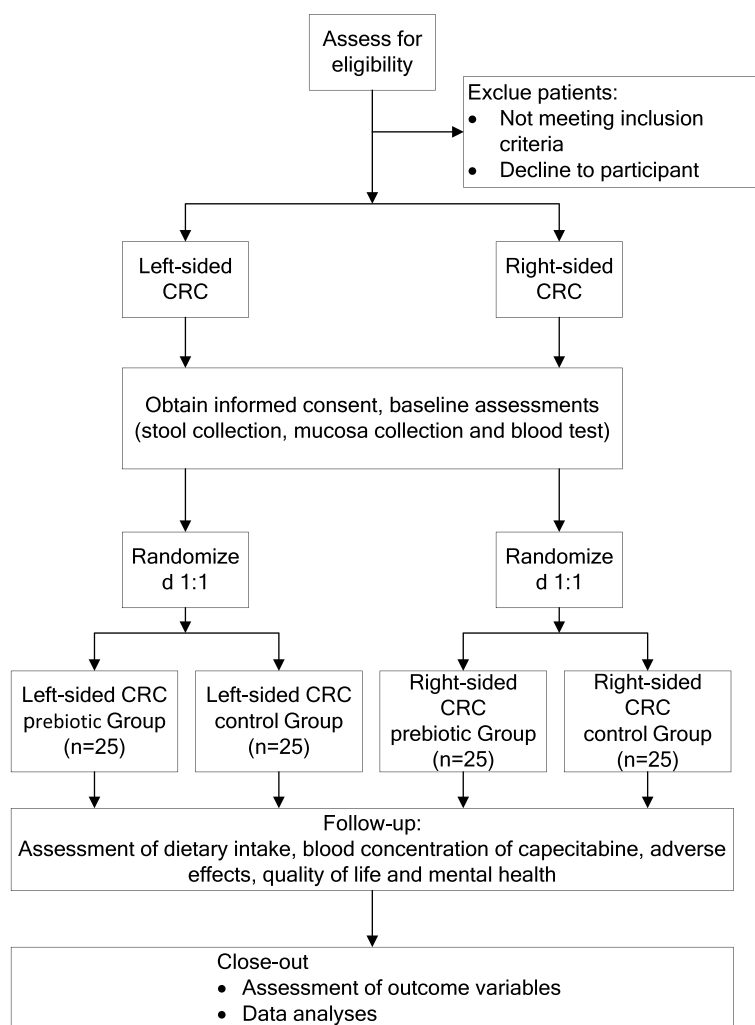 Assess for
eligibility
Exclue patients:
• Not meeting inclusion
criteria
• Decline to participant
Left-sided
CRC
Right-sided
CRC
Obtain informed consent, baseline assessments
(stool collection, mucosa collection and blood test)
Randomize
d 1:1
Randomize
d 1:1
Left-sided CRC
prebiotic Group
(n=25)
Left-sided CRC
control Group
(n=25)
Right-sided
CRC
prebiotic Group
(n=25)
Right-sided
CRC
control Group
(n=25)
Follow-up:
Assessment of dietary intake, blood concentration of capecitabine, adverse
effects, quality of life and mental health
Close-out
• Assessment of outcome variables
• Data analyses